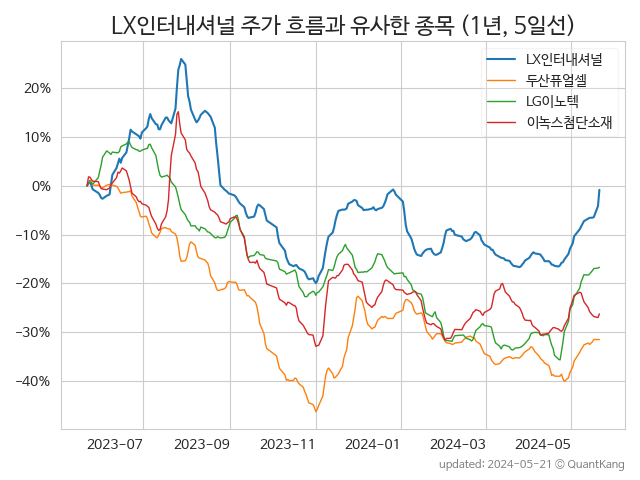 LX인터내셔널 주가 흐름과 유사한 종목 (1년, 5일선)
LX인터내셔널
두산퓨얼셀
LG이노텍
이녹스첨단소재
20%
10%
0%
−10%
−20%
−30%
−40%
2023-07
2023-09
2023-11
2024-01
2024-03
2024-05
updated: 2024-05-21 © QuantKang